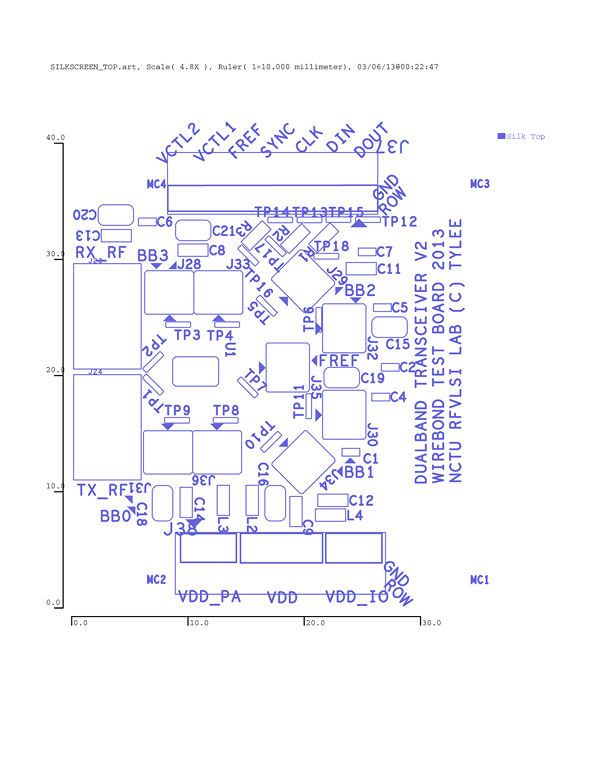 SILKSCREEN_TOP.art, Scale( 4.8X ), Ruler( 1=10.000 millimeter), 03/06/13@00:22:47
40.0
Silk Top
VCTL2
VCTL1
FREF
SYNC
CLK
DIN
DOUT
J37
MC4
MC3
GND
ROW
C20
C6
TP14
TP13
TP15
TP12
C13
C21
R3
R2
R1
RX_RF
C8
TP17
TP18
C7
30.0
J23
BB3
J28
J33
TP16
J29
C11
BB2
TP5
C5
TP6
TP3
TP4
C15
TP2
U1
J32
FREF
20.0
J24
C2
TP7
C19
TP1
J35
TP11
C4
TP9
TP8
TP10
J30
C1
10.0
TX_RF
J31
J36
C16
J34
BB1
BB0
C18
C14
L3
L2
C9
C12
L4
J38
DUALBAND TRANSCEIVER V2
WIREBOND TEST BOARD 2013
NCTU RFVLSI LAB (C) TYLEE
MC2
GND
ROW
MC1
VDD_PA
VDD
VDD_IO
0.0
0.0
10.0
20.0
30.0